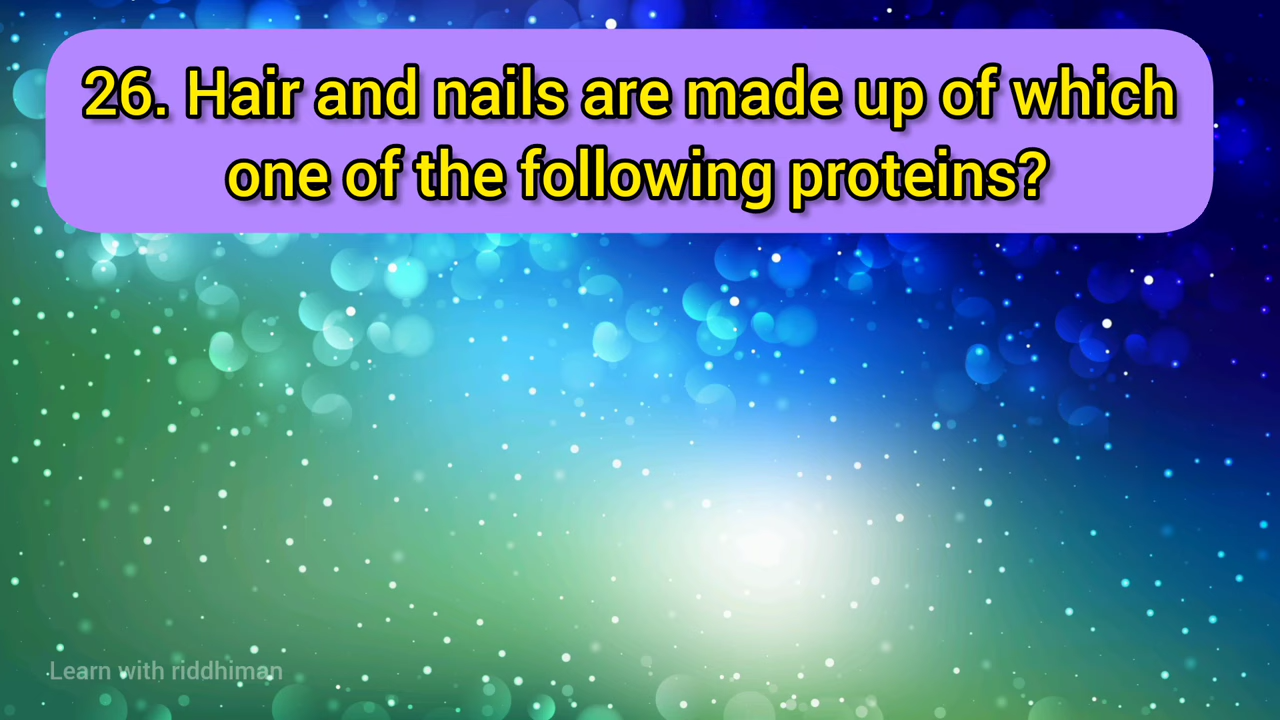 26. Hair and nails are made up of which
one of the following proteins?
Learn with riddhiman